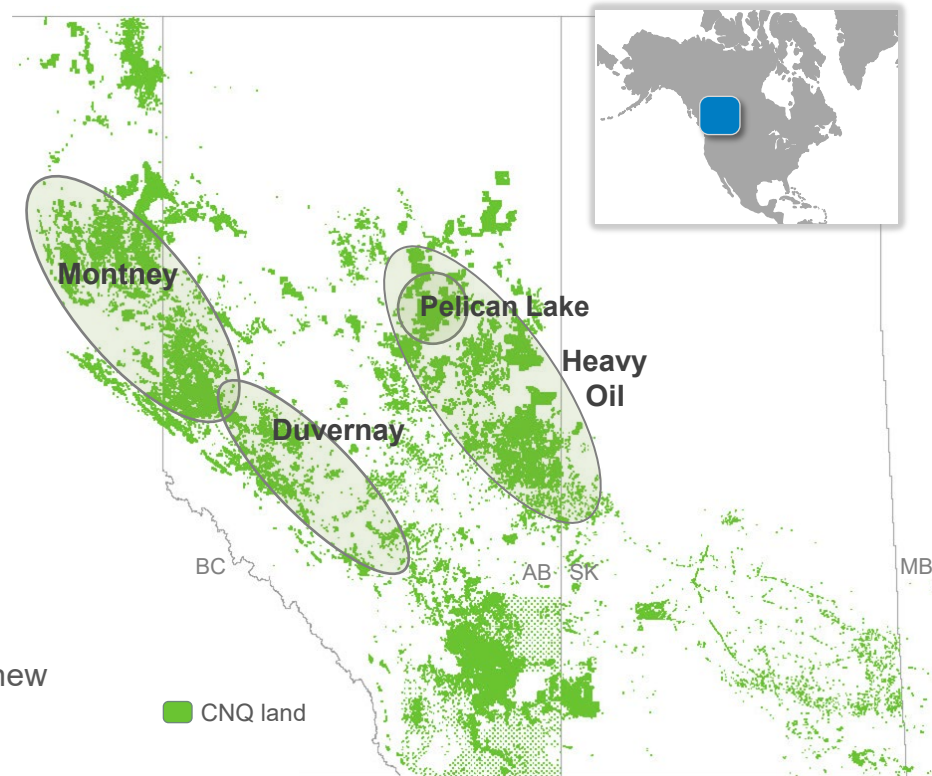 Montney
Pelican Lake
Heavy
Oil
Duvernay
BC
AB
SK
MB
new
CNQ land